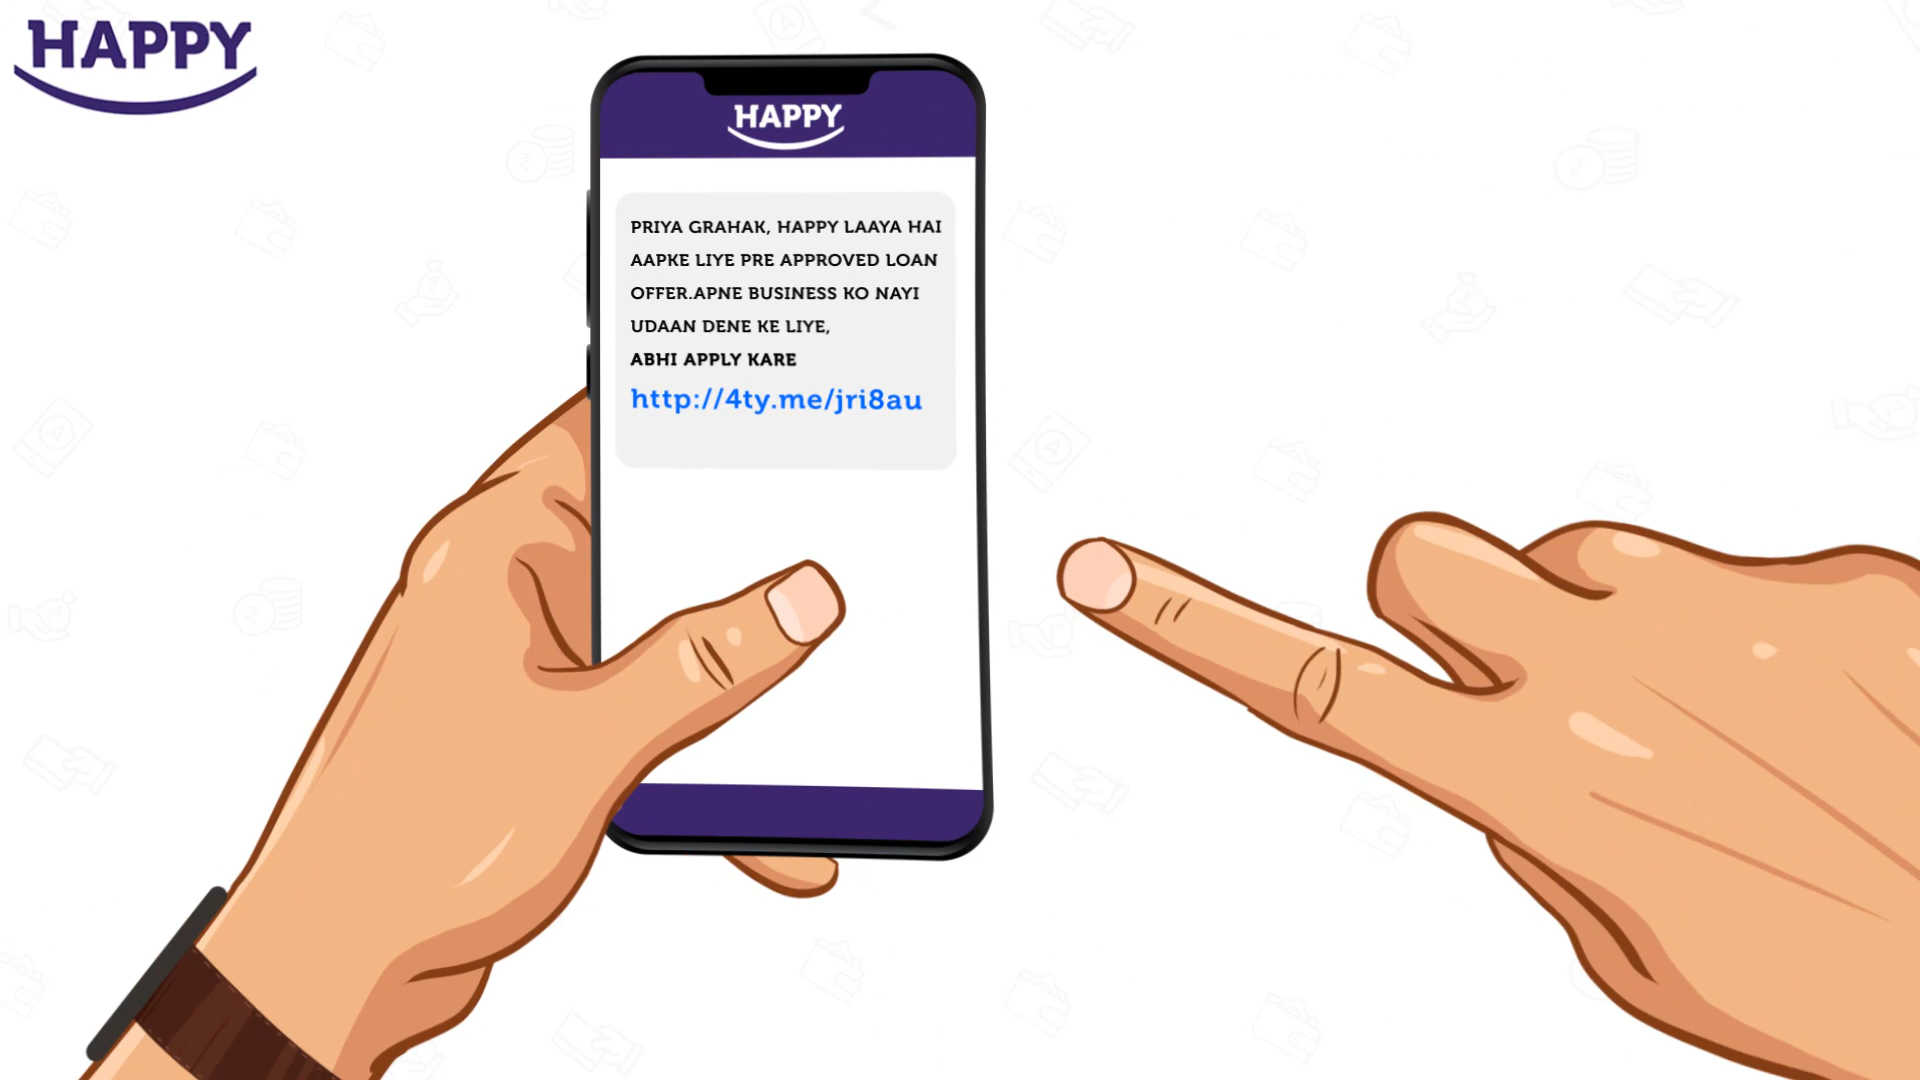 HAPPY
HAPPY
PRIYA GRAHAK, HAPPY LAAYA HAI
AAPKE LIYE PRE APPROVED LOAN
OFFER.APNE BUSINESS KO NAYI
UDAAN DENE KE LIYE,
ABHI APPLY KARE
http://4ty.me/jri8au